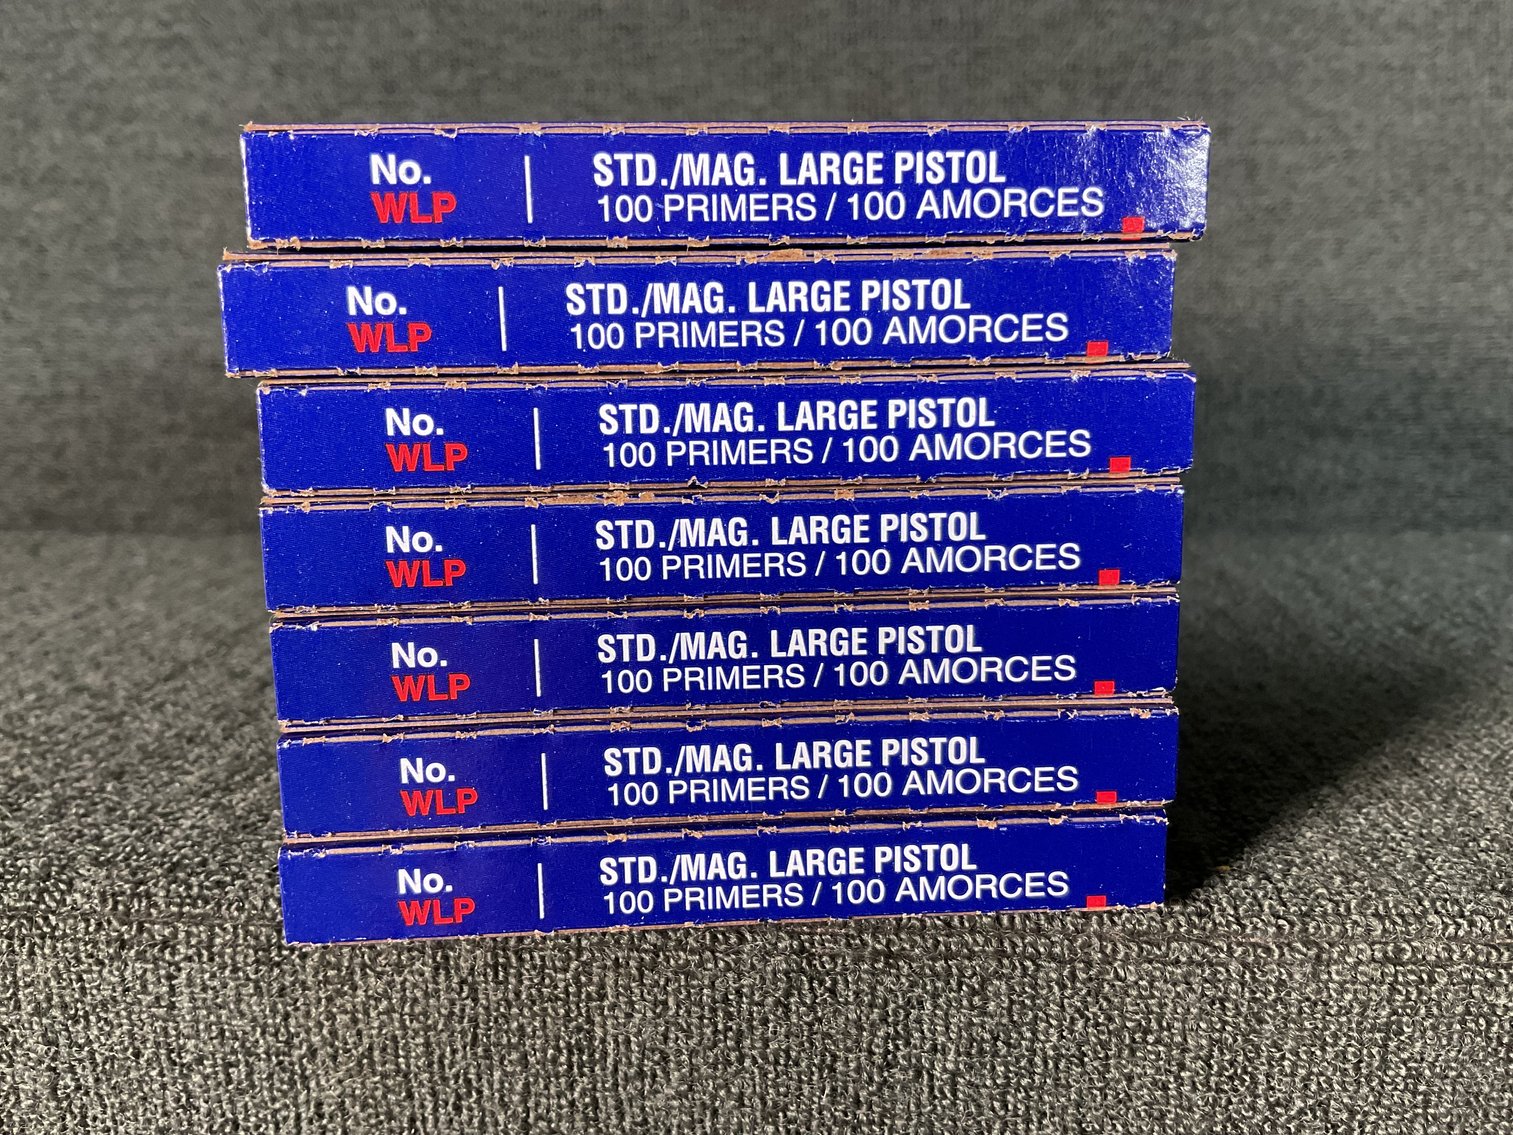 No.
WLP
STD./MAG. LARGE PISTOL
100 PRIMERS / 100 AMORCES
No.
WLP
STD./MAG. LARGE PISTOL
100 PRIMERS / 100 AMORCES
No.
WLP
STD./MAG. LARGE PISTOL
100 PRIMERS / 100 AMORCES
No.
WLP
STD./MAG. LARGE PISTOL
100 PRIMERS / 100 AMORCES
No.
WLP
STD./MAG. LARGE PISTOL
100 PRIMERS / 100 AMORCES
No.
WLP
STD./MAG. LARGE PISTOL
100 PRIMERS / 100 AMORCES
No.
WLP
STD./MAG. LARGE PISTOL
100 PRIMERS / 100 AMORCES